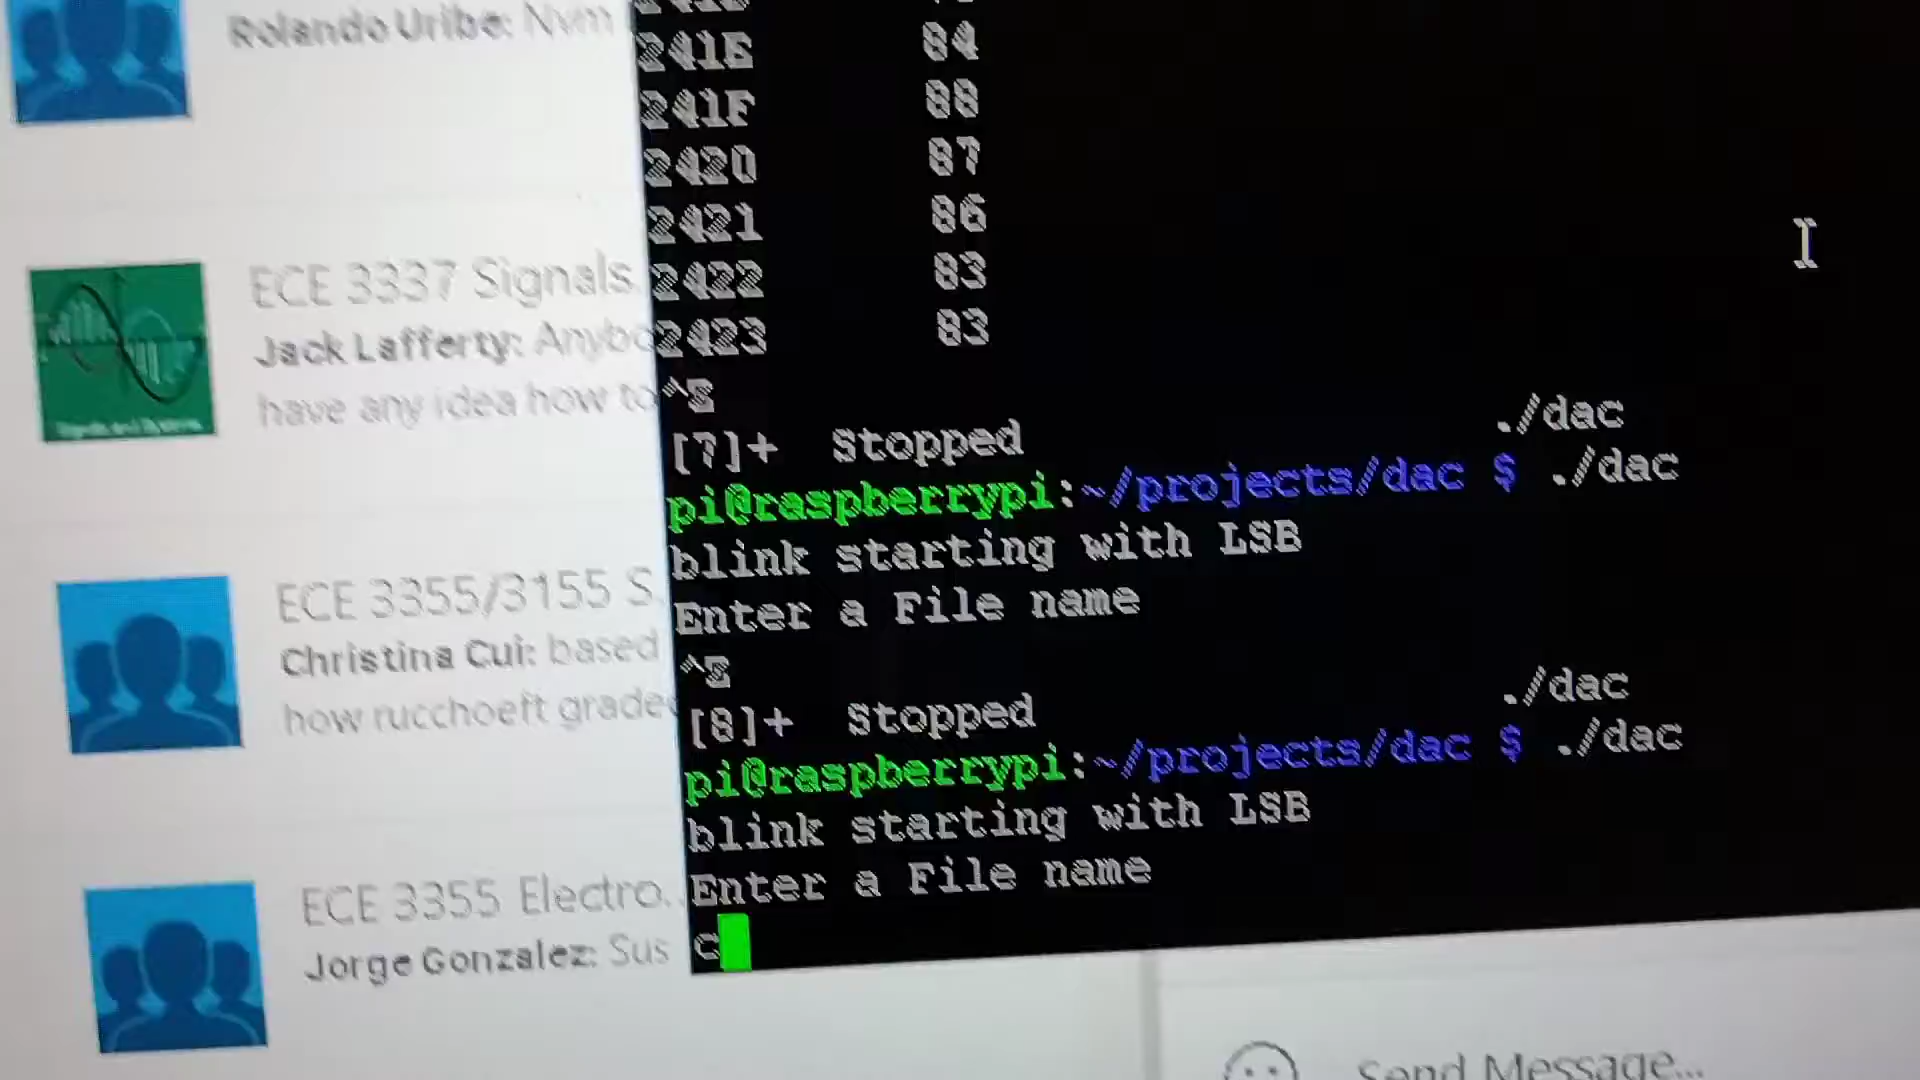 Rolando Uribe: Nvm
ECE 3337 Signals.
Jack Lafferty: Anybo
have any idea how to
ECE 3355/3155 S.
Christina Cui: based
how rucchoeft grade
ECE 3355 Electro..
Jorge Gonzalez: Sus
241E 84
241F 88
2420 87
2421 86
2422 83
2423 83
^Z
[7]+ Stopped ./dac
pi@raspberrypi:~/projects/dac $ ./dac
blink starting with LSB
Enter a File name
^Z
[8]+ Stopped ./dac
pi@raspberrypi:~/projects/dac $ ./dac
blink starting with LSB
Enter a File name
c
Send Message...